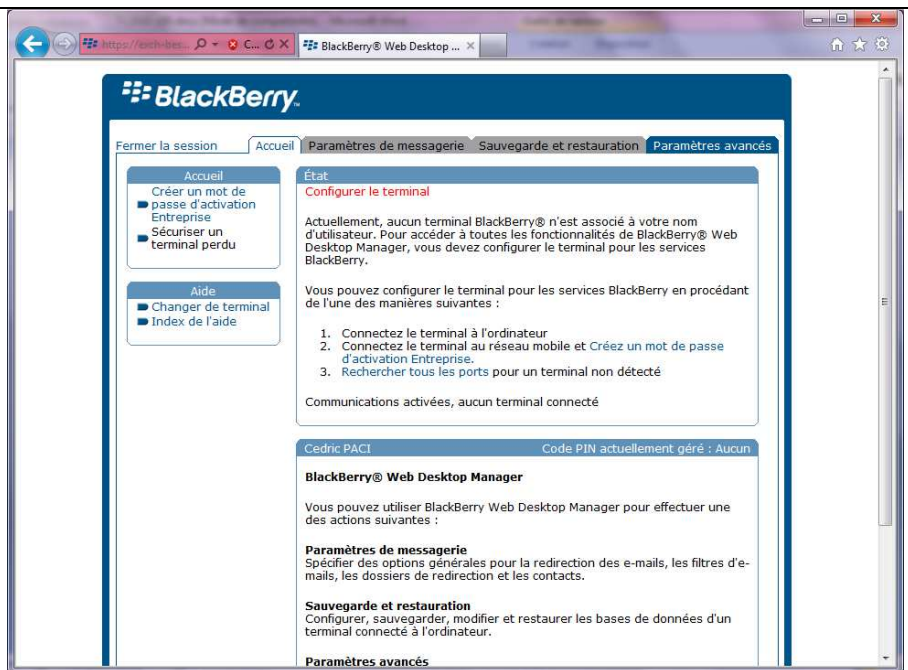 https://exch-bes...
C...
BlackBerry® Web Desktop ...
BlackBerry
Fermer la session
Accueil
Paramètres de messagerie
Sauvegarde et restauration
Paramètres avancés
Accueil
Créer un mot de
passe d'activation
Entreprise
Sécuriser un
terminal perdu
Aide
Changer de terminal
Index de l'aide
État
Configurer le terminal
Actuellement, aucun terminal BlackBerry® n'est associé à votre nom
d'utilisateur. Pour accéder à toutes les fonctionnalités de BlackBerry® Web
Desktop Manager, vous devez configurer le terminal pour les services
BlackBerry.
Vous pouvez configurer le terminal pour les services BlackBerry en procédant
de l'une des manières suivantes :
1. Connectez le terminal à l'ordinateur
2. Connectez le terminal au réseau mobile et Créez un mot de passe
d'activation Entreprise.
3. Rechercher tous les ports pour un terminal non détecté
Communications activées, aucun terminal connecté
Cedric PACI
Code PIN actuellement géré : Aucun
BlackBerry® Web Desktop Manager
Vous pouvez utiliser BlackBerry Web Desktop Manager pour effectuer une
des actions suivantes :
Paramètres de messagerie
Spécifier des options générales pour la redirection des e-mails, les filtres d'e-
mails, les dossiers de redirection et les contacts.
Sauvegarde et restauration
Configurer, sauvegarder, modifier et restaurer les bases de données d'un
terminal connecté à l'ordinateur.
Paramètres avancés